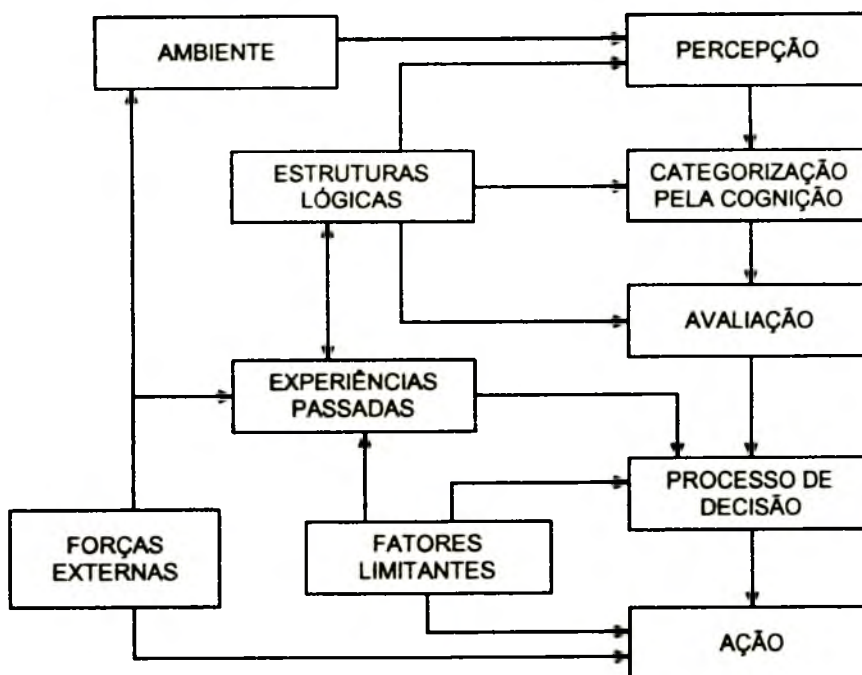 AMBIENTE
PERCEPÇÃO
ESTRUTURAS
LÓGICAS
CATEGORIZAÇÃO
PELA COGNIÇÃO
AVALIAÇÃO
EXPERIÊNCIAS
PASSADAS
PROCESSO DE
DECISÃO
FORÇAS
EXTERNAS
FATORES
LIMITANTES
AÇÃO